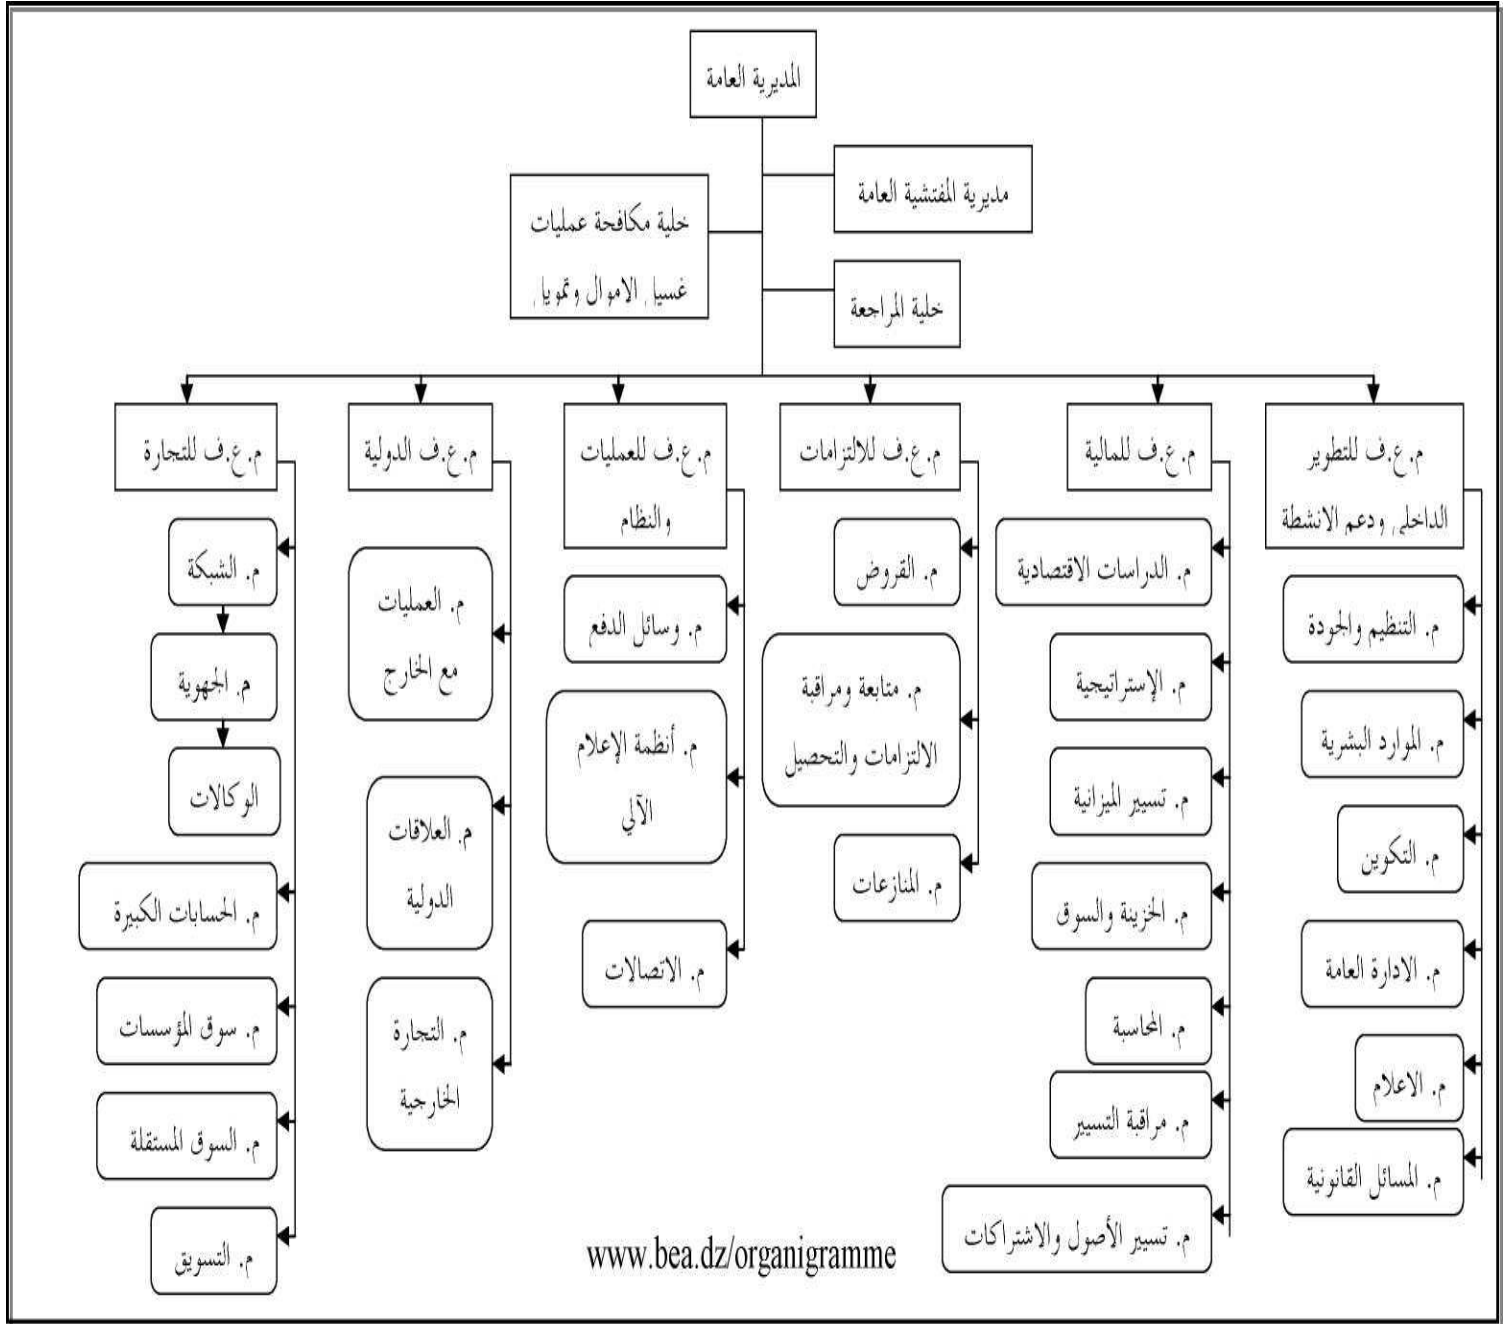 المديرية العامة
مديرية المفتشية العامة
خلية مكافحة عمليات
غسيل الاموال وتمويل
خلية المراجعة
م.ع.ف للتطوير
الداخلي ودعم الانشطة
م. التنظيم والجودة
م. الموارد البشرية
م. التكوين
م. الادارة العامة
م. الاعلام
م. المسائل القانونية
م.ع.ف للمالية
م. الدراسات الاقتصادية
م. الإستراتيجية
م. تسيير الميزانية
م. الخزينة والسوق
م. المحاسبة
م. مراقبة التسيير
م. تسيير الأصول والاشتراكات
م.ع.ف للالتزامات
م. القروض
م. متابعة ومراقبة
الالتزامات والتحصيل
م. المنازعات
م.ع.ف للعمليات
والنظام
م. وسائل الدفع
م. أنظمة الإعلام
الآلي
م. الاتصالات
م.ع.ف الدولية
م. العمليات
مع الخارج
م. العلاقات
الدولية
م. التجارة
الخارجية
م.ع.ف للتجارة
م. الشبكة
م. الجهوية
الوكالات
م. الحسابات الكبيرة
م. سوق المؤسسات
م. السوق المستقلة
م. التسويق
www.bea.dz/organigramme